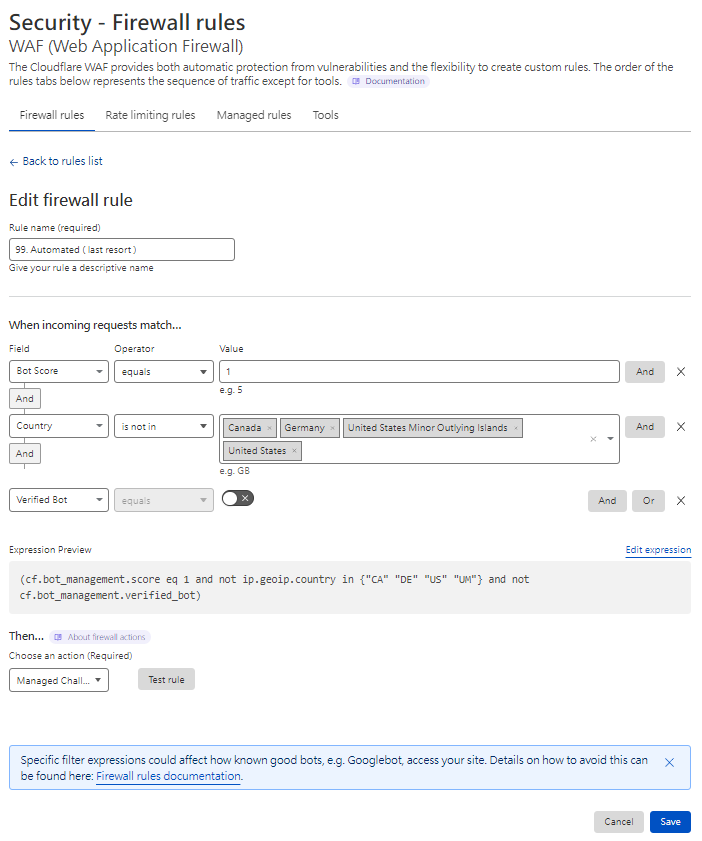 Security - Firewall rules
WAF (Web Application Firewall)
The Cloudflare WAF provides both automatic protection from vulnerabilities and the flexibility to create custom rules. The order of the
rules tabs below represents the sequence of traffic except for tools. Documentation
Firewall rules Rate limiting rules Managed rules Tools
← Back to rules list
Edit firewall rule
Rule name (required)
99. Automated ( last resort )
Give your rule a descriptive name
When incoming requests match...
Field Operator Value
Bot Score equals 1 And ×
e.g. 5
And
Country is not in Canada × Germany × United States Minor Outlying Islands × And ×
United States ×
And
e.g. GB
Verified Bot equals × And Or ×
Expression Preview Edit expression
(cf.bot_management.score eq 1 and not ip.geoip.country in {"CA" "DE" "US" "UM"} and not
cf.bot_management.verified_bot)
Then... About firewall actions
Choose an action (Required)
Managed Chall... Test rule
Specific filter expressions could affect how known good bots, e.g. Googlebot, access your site. Details on how to avoid this can
be found here: Firewall rules documentation.
Cancel Save